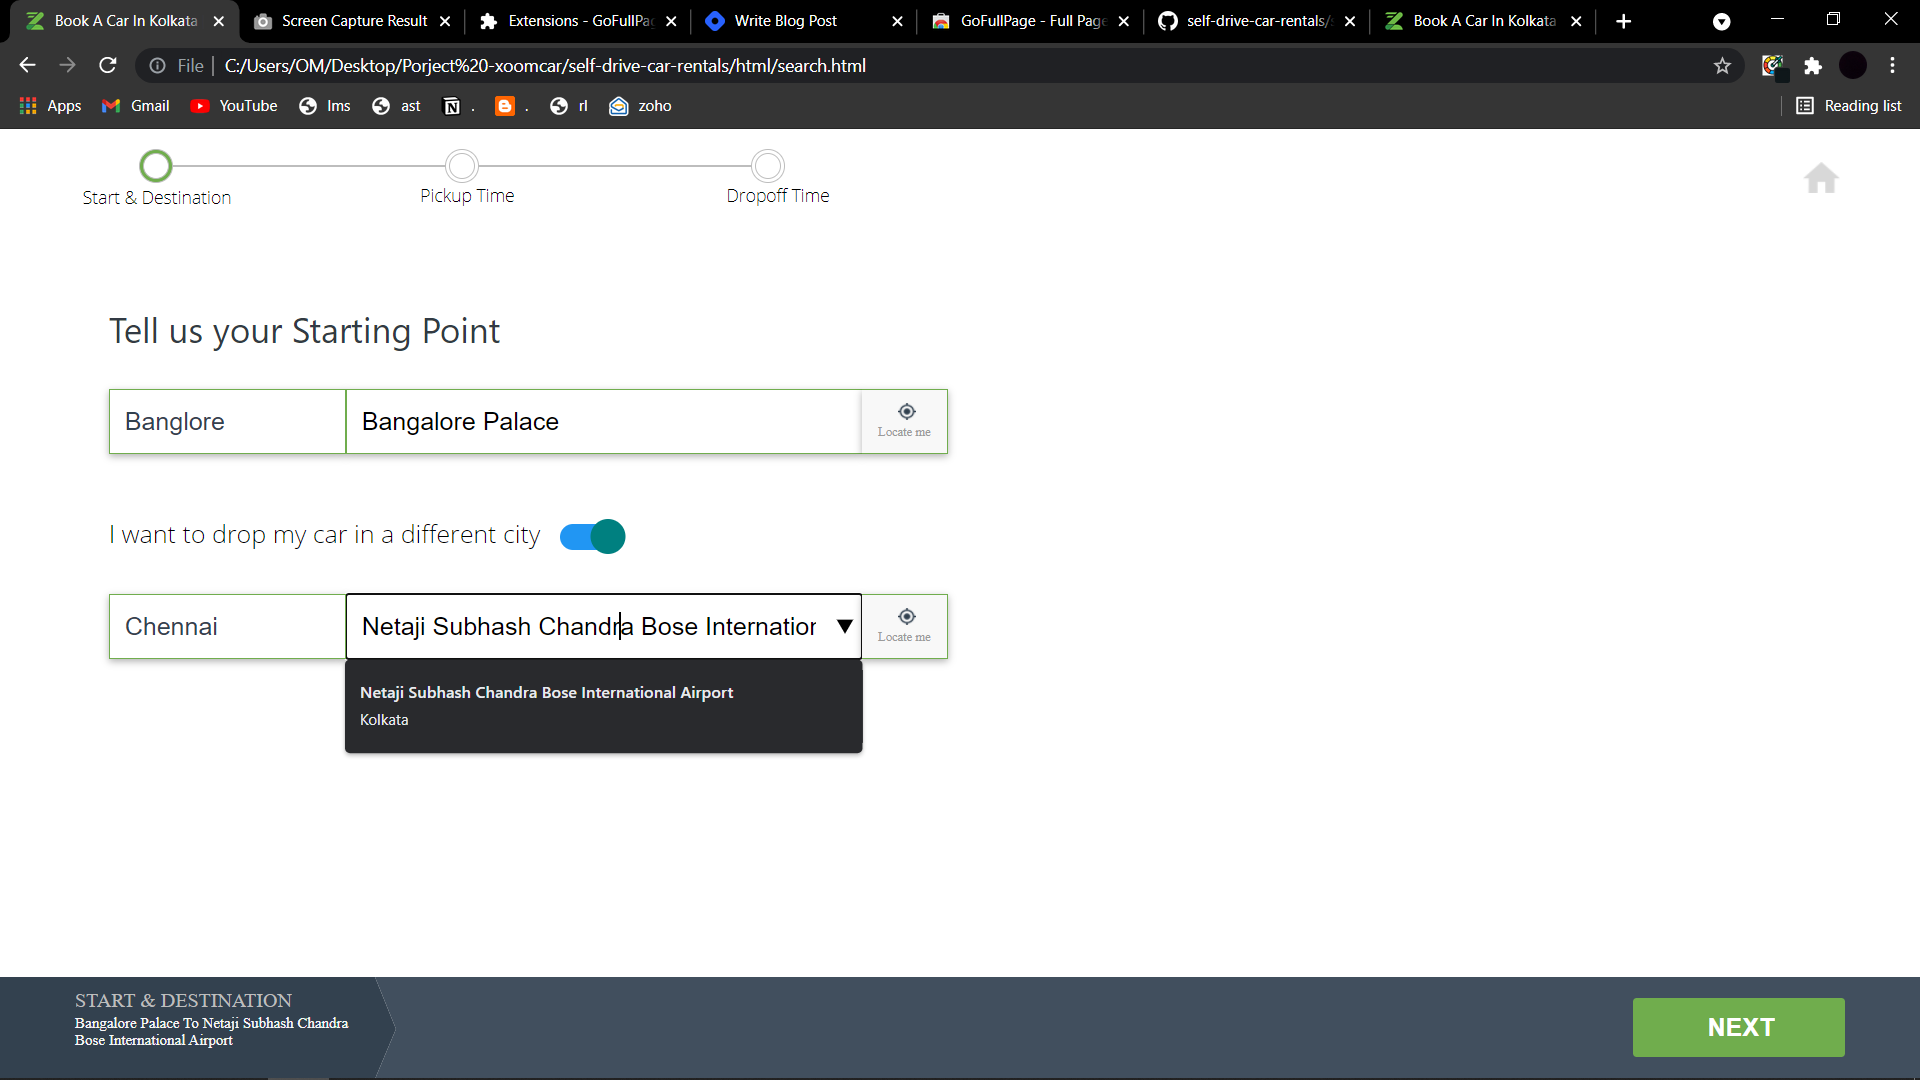 Book A Car In Kolkata
Screen Capture Result
Extensions - GoFullPag
Write Blog Post
GoFullPage - Full Page
self-drive-car-rentals/
Book A Car In Kolkata
File
C:/Users/OM/Desktop/Porject%20-xoomcar/self-drive-car-rentals/html/search.html
Apps
Gmail
YouTube
lms
ast
.
.
rl
zoho
Reading list
Start & Destination
Pickup Time
Dropoff Time
Tell us your Starting Point
Banglore
Bangalore Palace
Locate me
I want to drop my car in a different city
Chennai
Netaji Subhash Chandra Bose Internation
Locate me
Netaji Subhash Chandra Bose International Airport
Kolkata
START & DESTINATION
Bangalore Palace To Netaji Subhash Chandra
Bose International Airport
NEXT